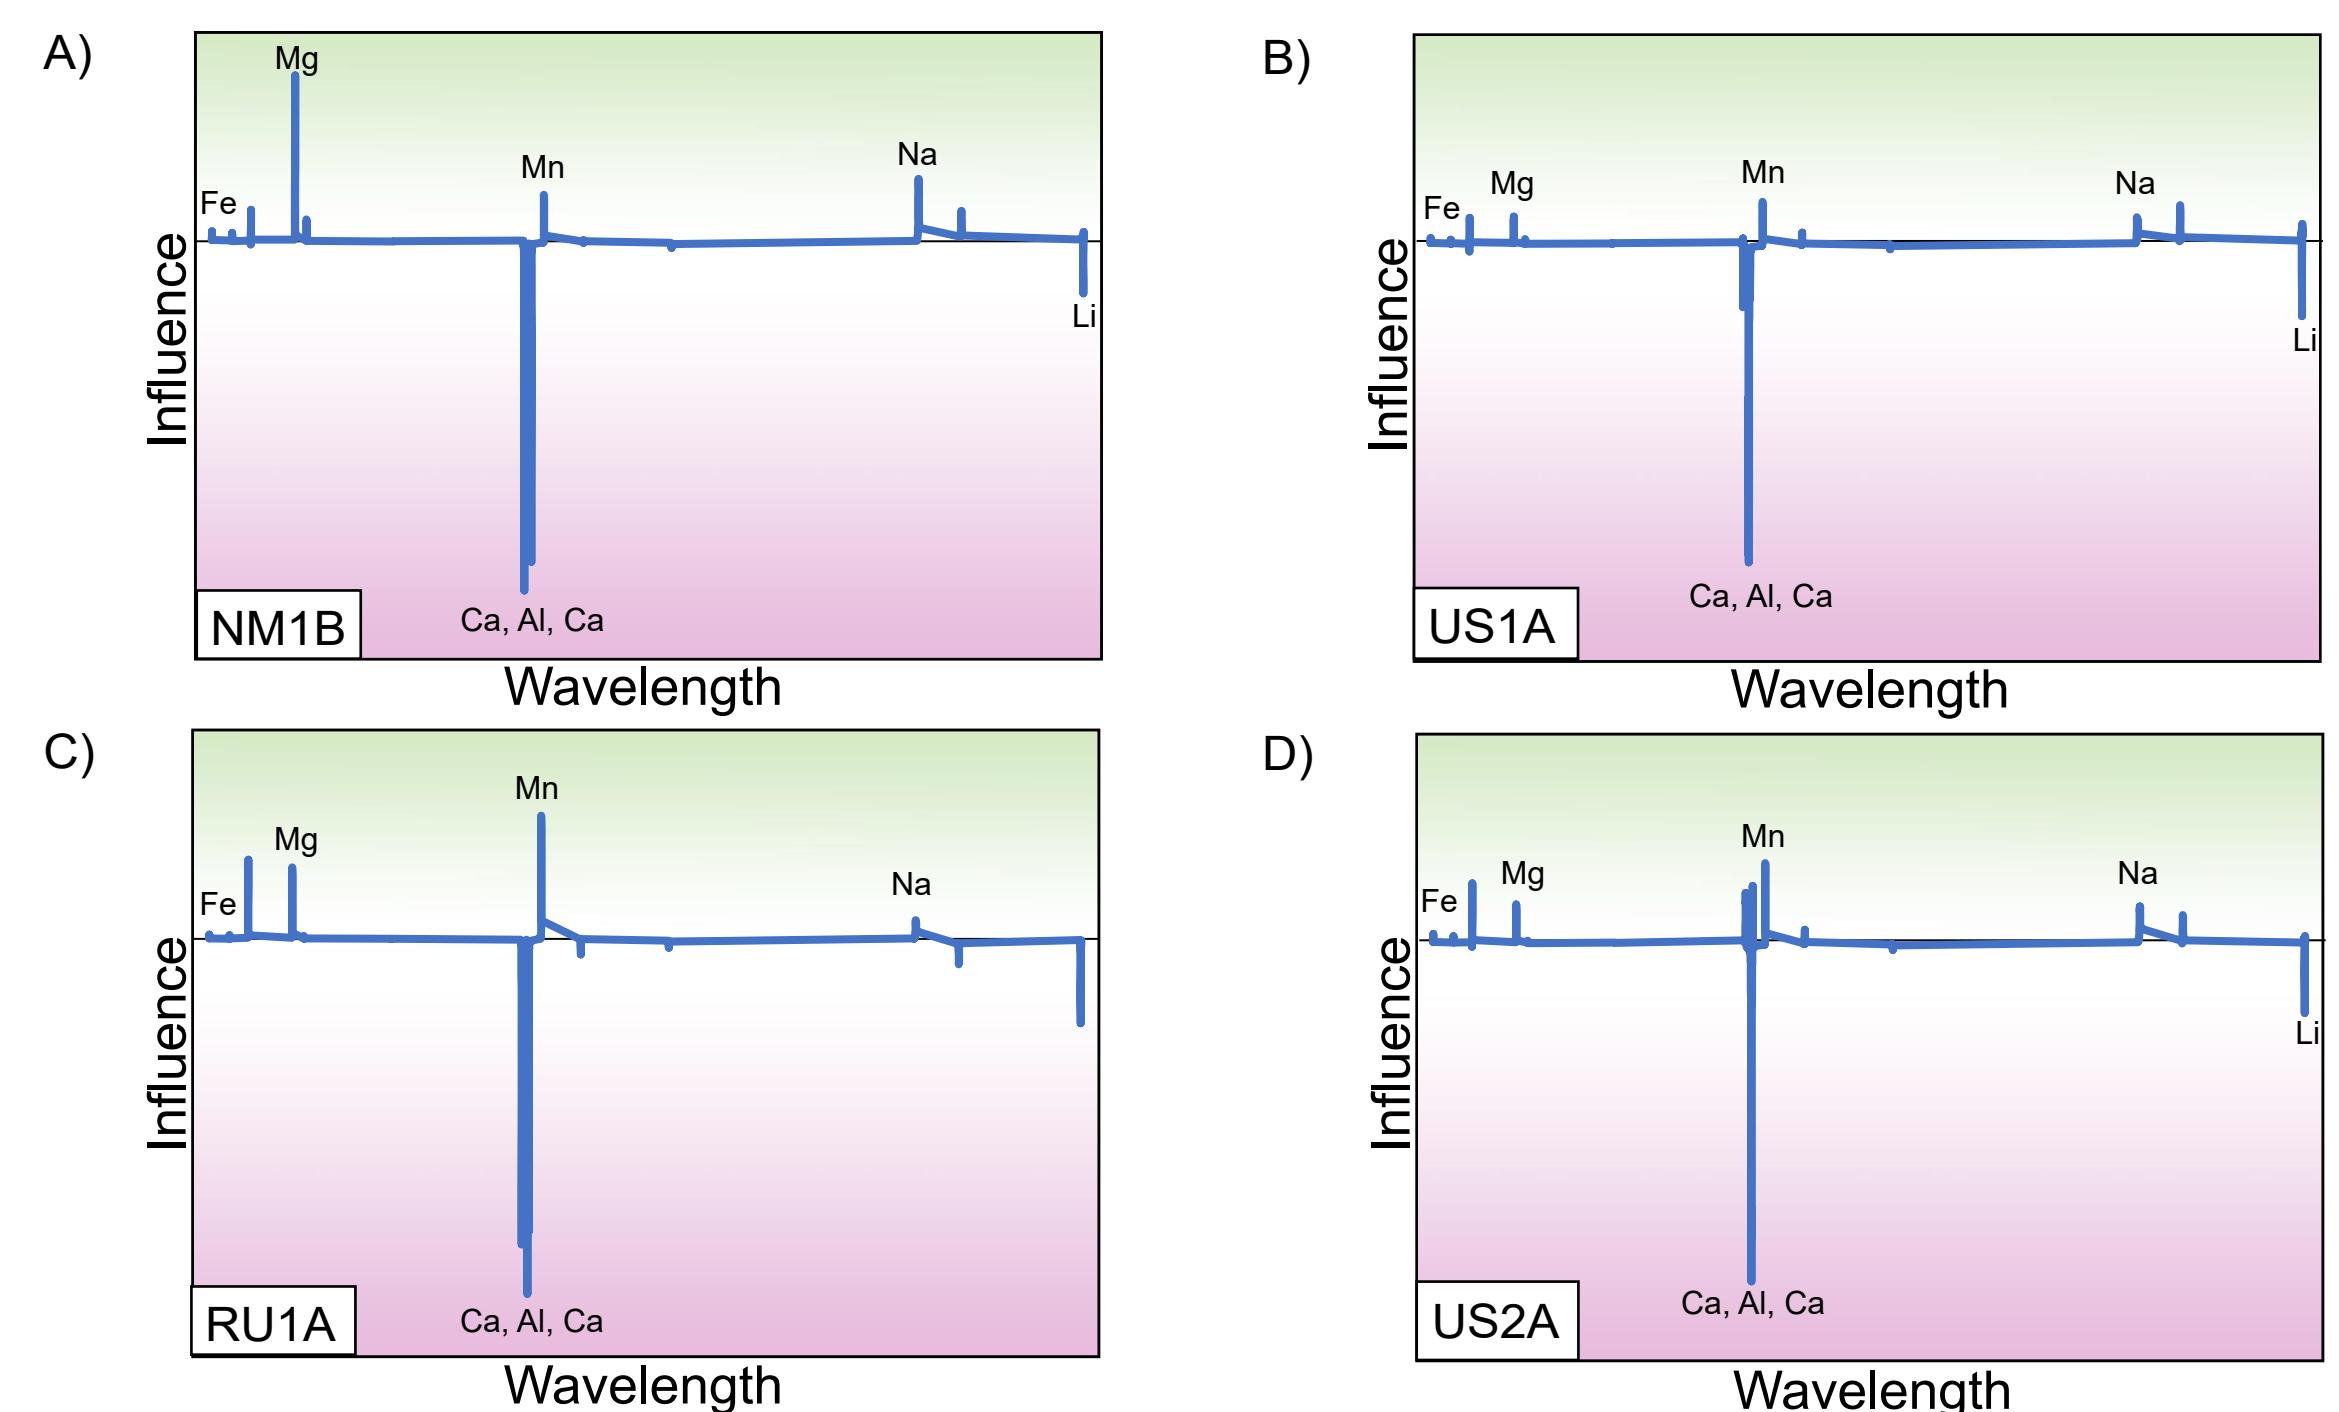 A)
Mg
Mn
Na
Fe
Li
Ca, Al, Ca
NM1B
Influence
Wavelength
B)
Mn
Mg
Na
Fe
Li
Ca, Al, Ca
US1A
Influence
Wavelength
C)
Mn
Mg
Na
Fe
Ca, Al, Ca
RU1A
Influence
Wavelength
D)
Mn
Mg
Na
Fe
Li
Ca, Al, Ca
US2A
Influence
Wavelength